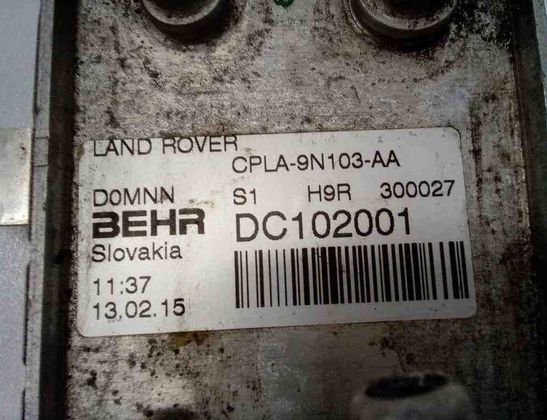 LAND ROVER
CPLA-9N103-AA
D0MNN S1 H9R 300027
BEHR DC102001
Slovakia
11:37
13.02.15